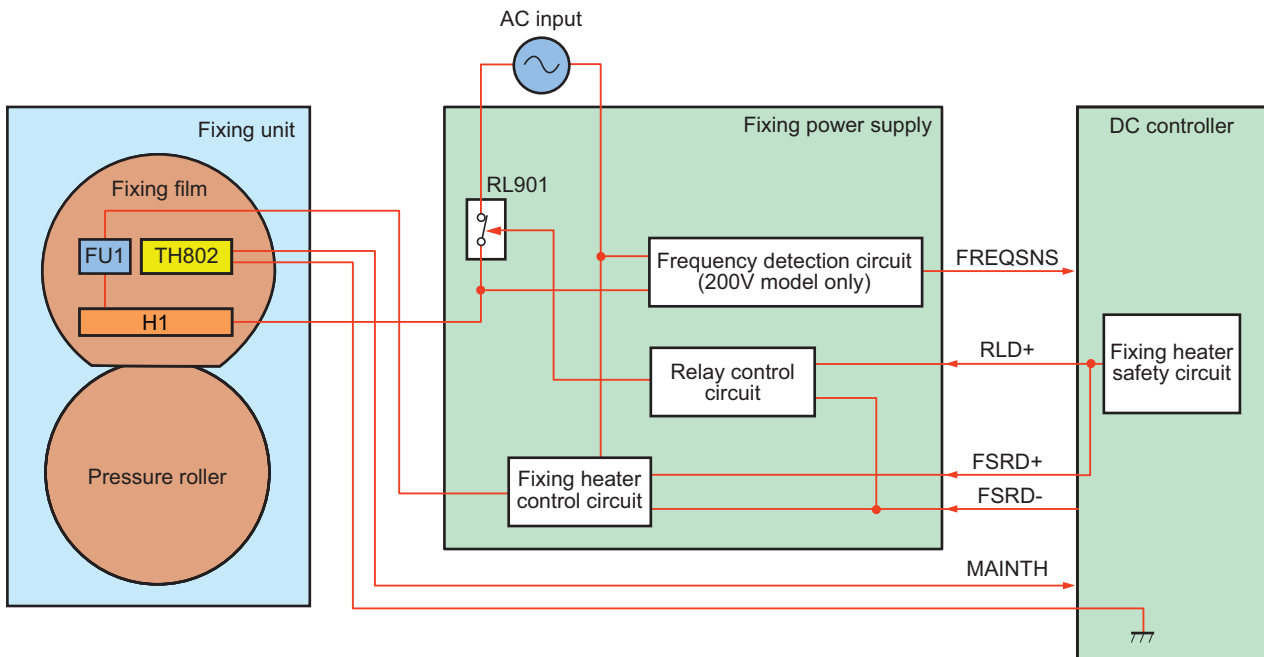 AC input
Fixing unit
Fixing power supply
DC controller
Fixing film
RL901
FU1
TH802
H1
Frequency detection circuit
(200V model only)
FREQSNS
RLD+
Fixing heater
safety circuit
Relay control
circuit
Pressure roller
Fixing heater
control circuit
FSRD+
FSRD-
MAINTH